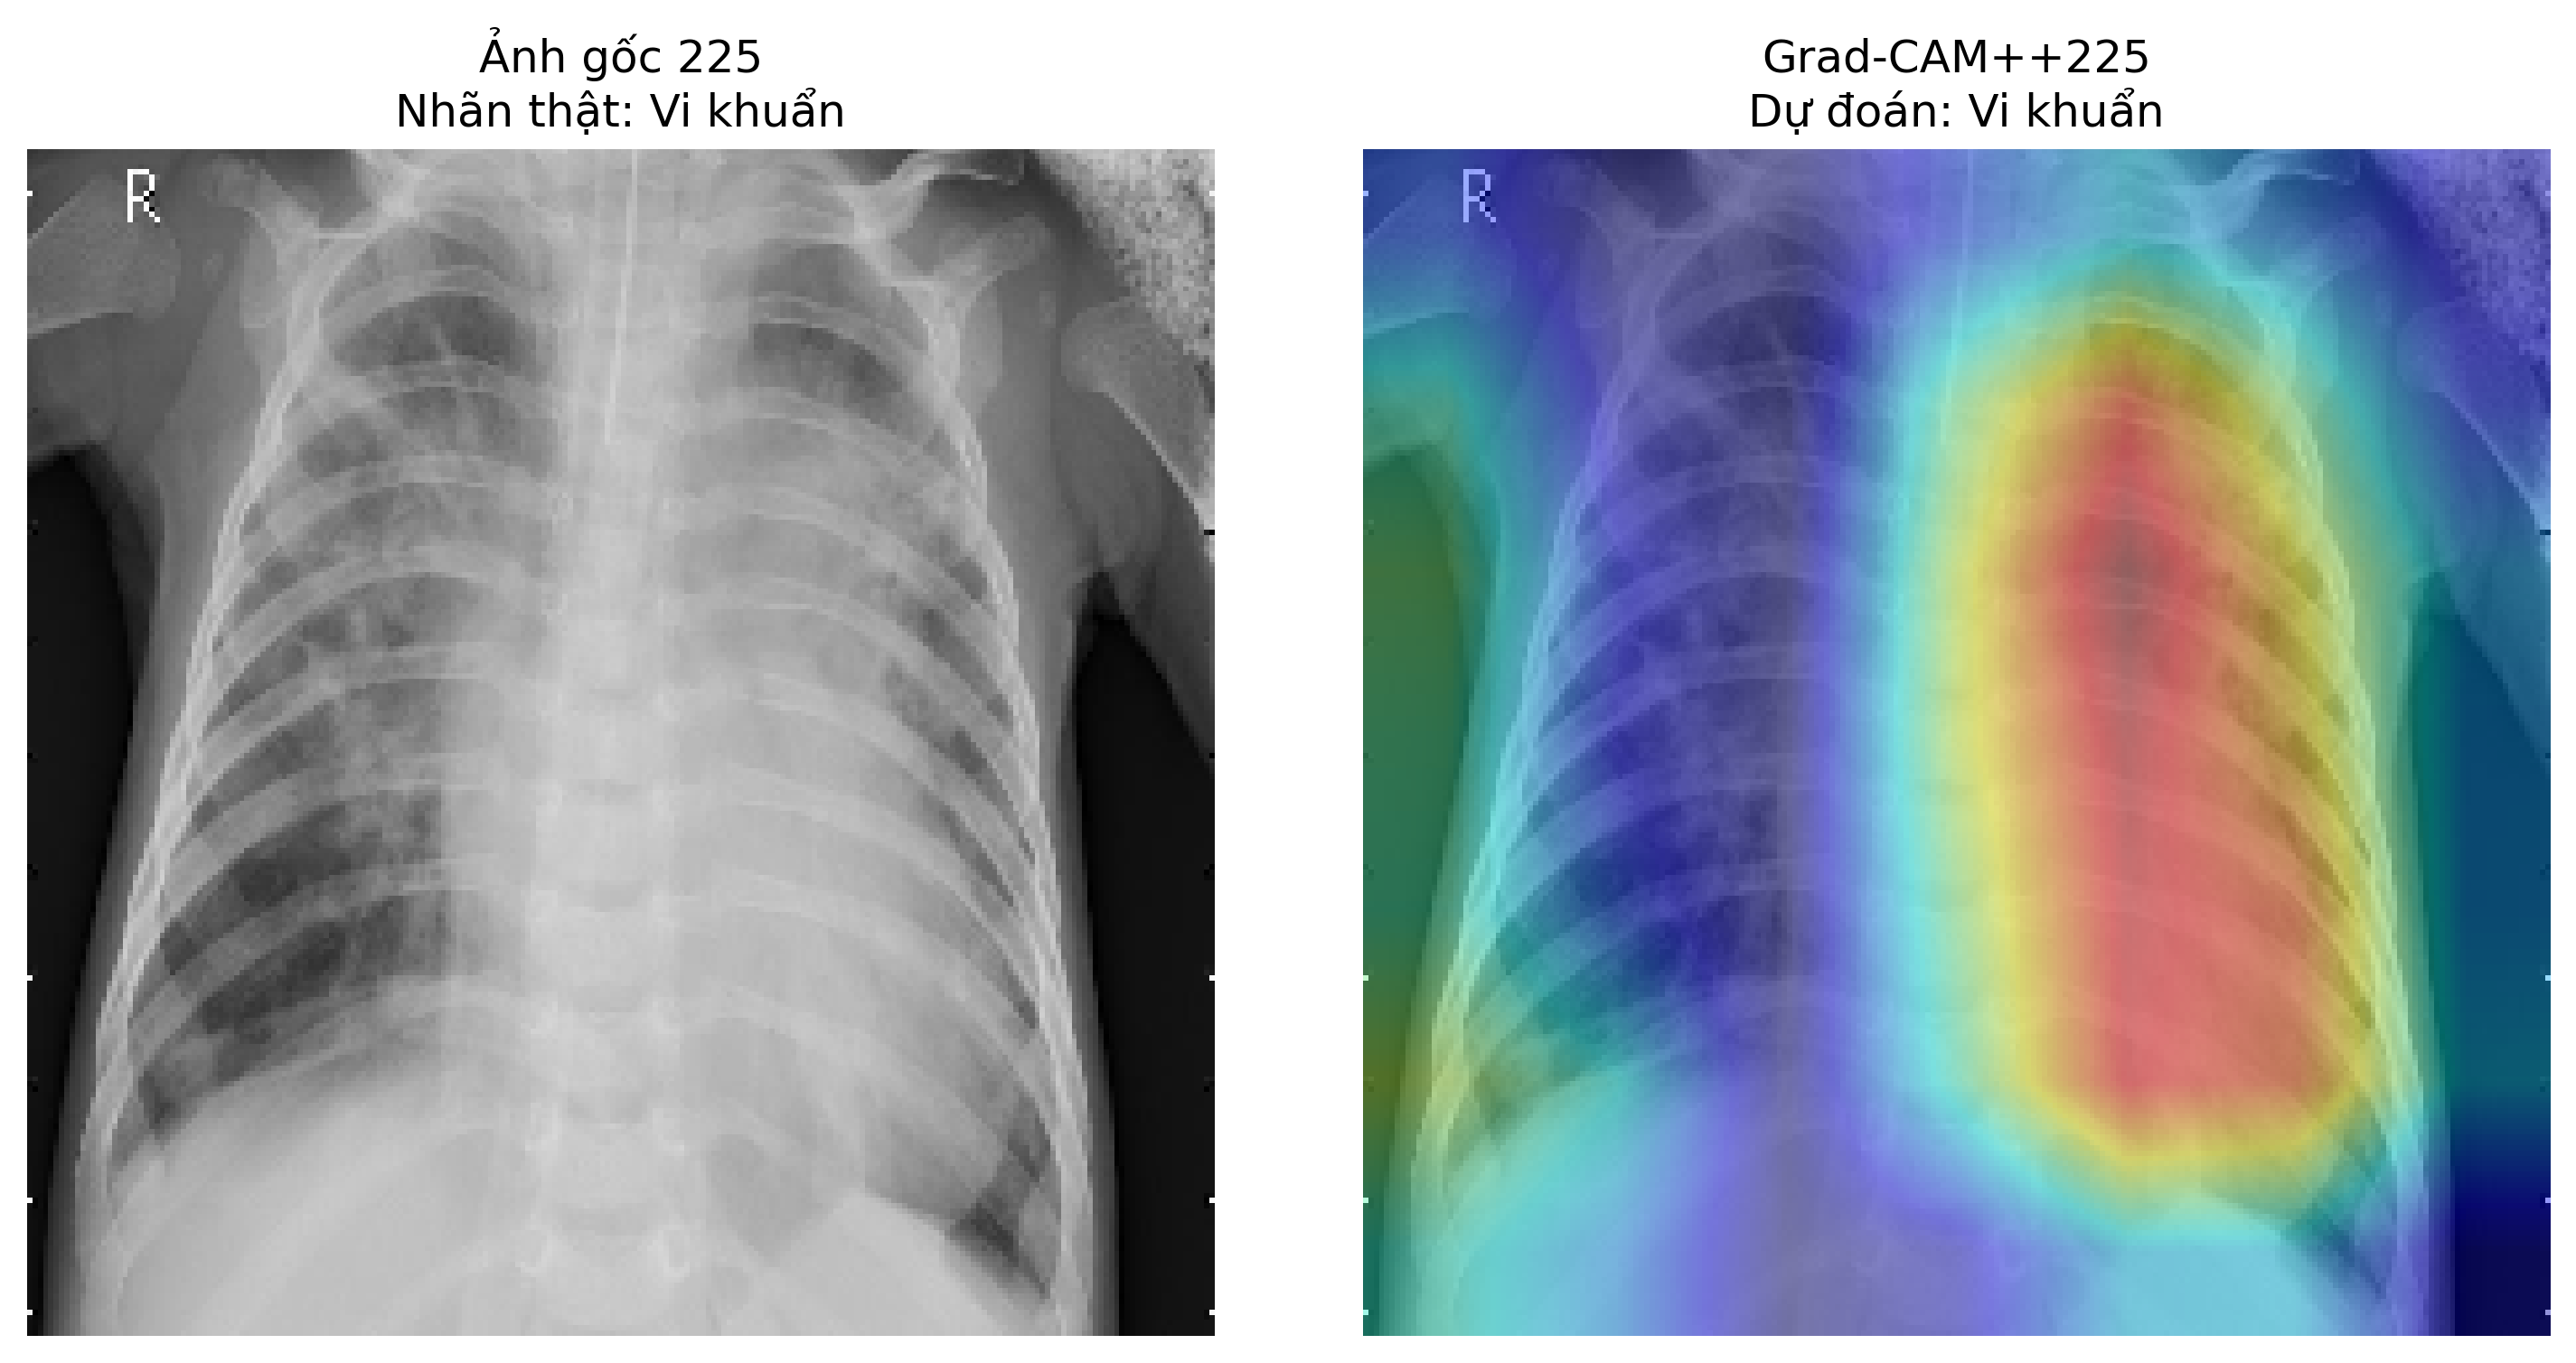 Ảnh gốc 225
Nhãn thật: Vi khuẩn
R
Grad-CAM++225
Dự đoán: Vi khuẩn
R